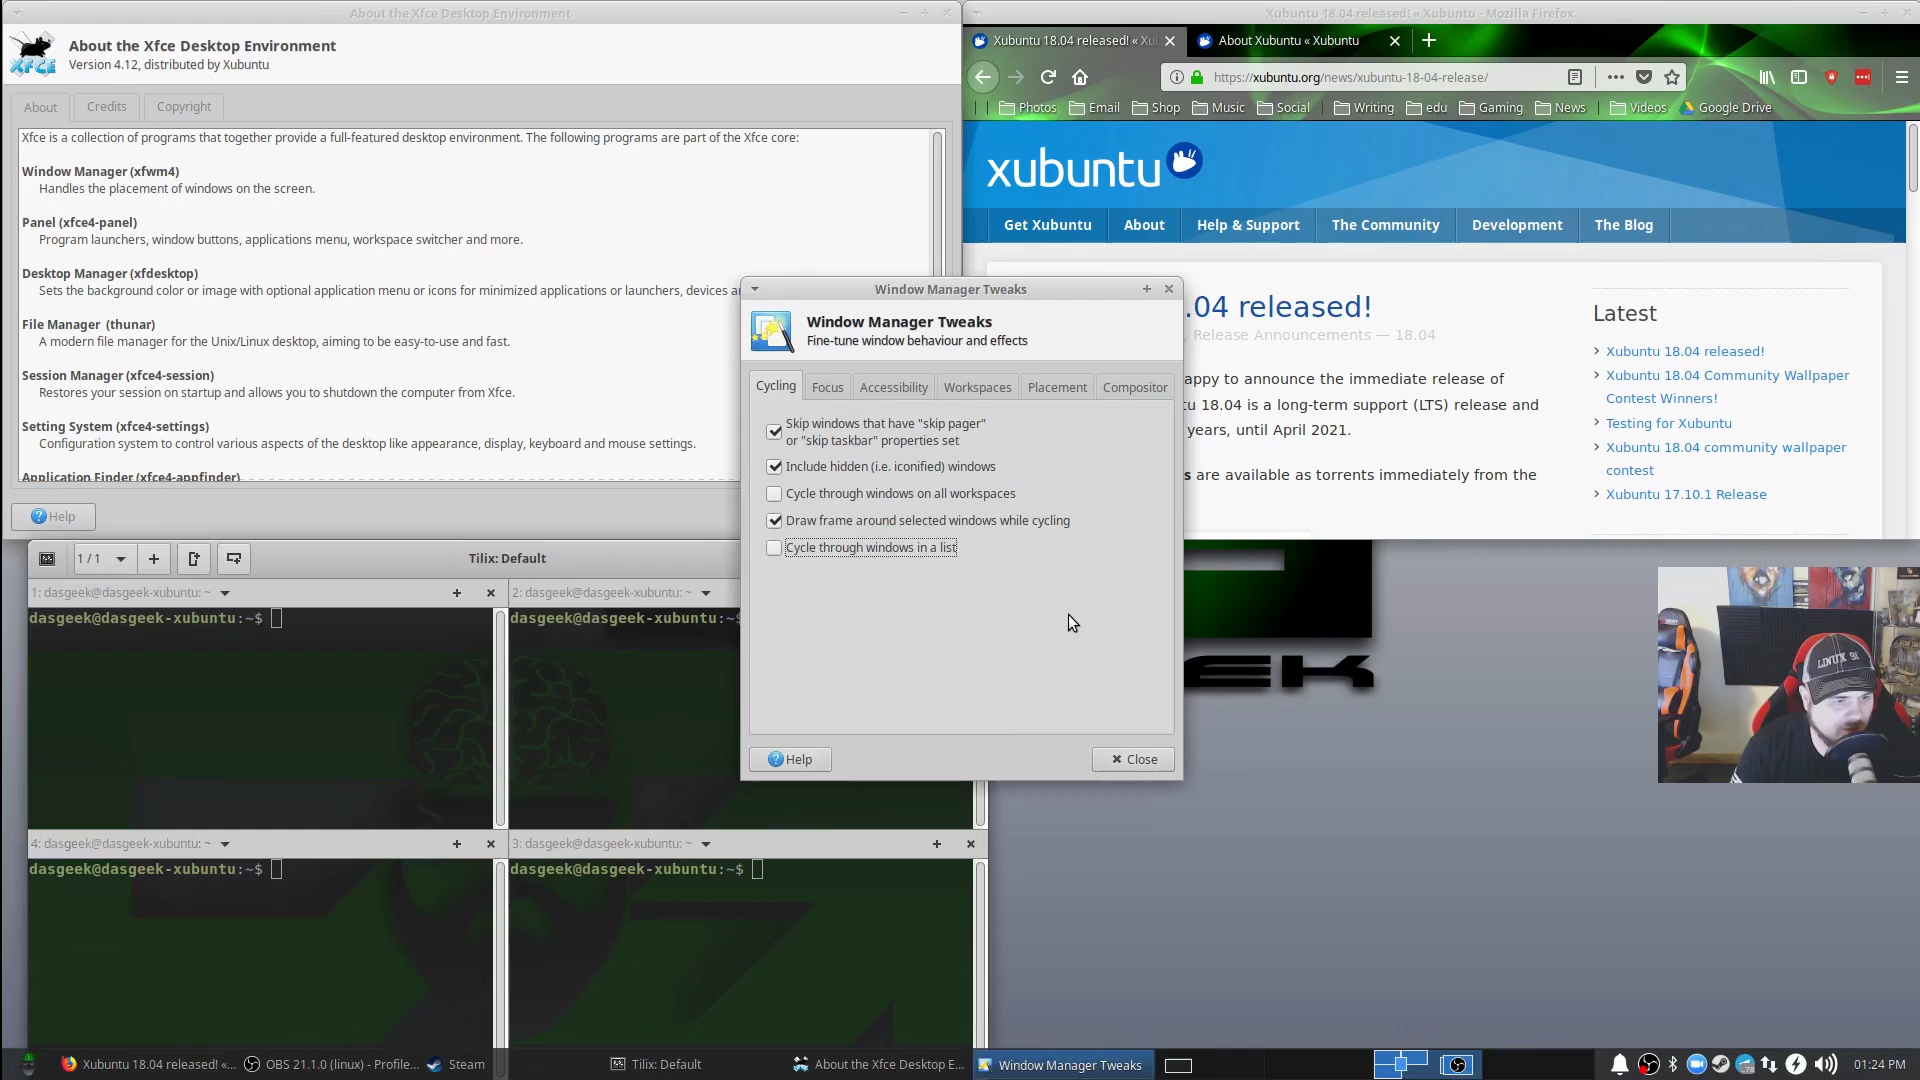 About the Xfce Desktop Environment
About the Xfce Desktop Environment
Version 4.12, distributed by Xubuntu
XFCE
About
Credits
Copyright
Xfce is a collection of programs that together provide a full-featured desktop environment. The following programs are part of the Xfce core:
Window Manager (xfwm4)
Handles the placement of windows on the screen.
Panel (xfce4-panel)
Program launchers, window buttons, applications menu, workspace switcher and more.
Desktop Manager (xfdesktop)
Sets the background color or image with optional application menu or icons for minimized applications or launchers, devices
File Manager (thunar)
A modern file manager for the Unix/Linux desktop, aiming to be easy-to-use and fast.
Session Manager (xfce4-session)
Restores your session on startup and allows you to shutdown the computer from Xfce.
Setting System (xfce4-settings)
Configuration system to control various aspects of the desktop like appearance, display, keyboard and mouse settings.
Application Finder (xfce4-appfinder)
Help
Xubuntu 18.04 released! « Xubuntu - Mozilla Firefox
Xubuntu 18.04 released! « Xu
About Xubuntu « Xubuntu
https://xubuntu.org/news/xubuntu-18-04-release/
Photos
Email
Shop
Music
Social
Writing
edu
Gaming
News
Videos
Google Drive
xubuntu
Get Xubuntu
About
Help & Support
The Community
Development
The Blog
.04 released!
, Release Announcements — 18.04
appy to announce the immediate release of
tu 18.04 is a long-term support (LTS) release and
years, until April 2021.
s are available as torrents immediately from the
Latest
Xubuntu 18.04 released!
Xubuntu 18.04 Community Wallpaper
Contest Winners!
Testing for Xubuntu
Xubuntu 18.04 community wallpaper
contest
Xubuntu 17.10.1 Release
Window Manager Tweaks
Window Manager Tweaks
Fine-tune window behaviour and effects
Cycling
Focus
Accessibility
Workspaces
Placement
Compositor
Skip windows that have "skip pager"
or "skip taskbar" properties set
Include hidden (i.e. iconified) windows
Cycle through windows on all workspaces
Draw frame around selected windows while cycling
Cycle through windows in a list
Help
Close
1 / 1
Tilix: Default
1: dasgeek@dasgeek-xubuntu: ~
dasgeek@dasgeek-xubuntu:~$
2: dasgeek@dasgeek-xubuntu: ~
dasgeek@dasgeek-xubuntu:~$
4: dasgeek@dasgeek-xubuntu: ~
dasgeek@dasgeek-xubuntu:~$
3: dasgeek@dasgeek-xubuntu: ~
dasgeek@dasgeek-xubuntu:~$
EK
LINUX
Xubuntu 18.04 released! «...
OBS 21.1.0 (linux) - Profile...
Steam
Tilix: Default
About the Xfce Desktop E...
Window Manager Tweaks
01:24 PM